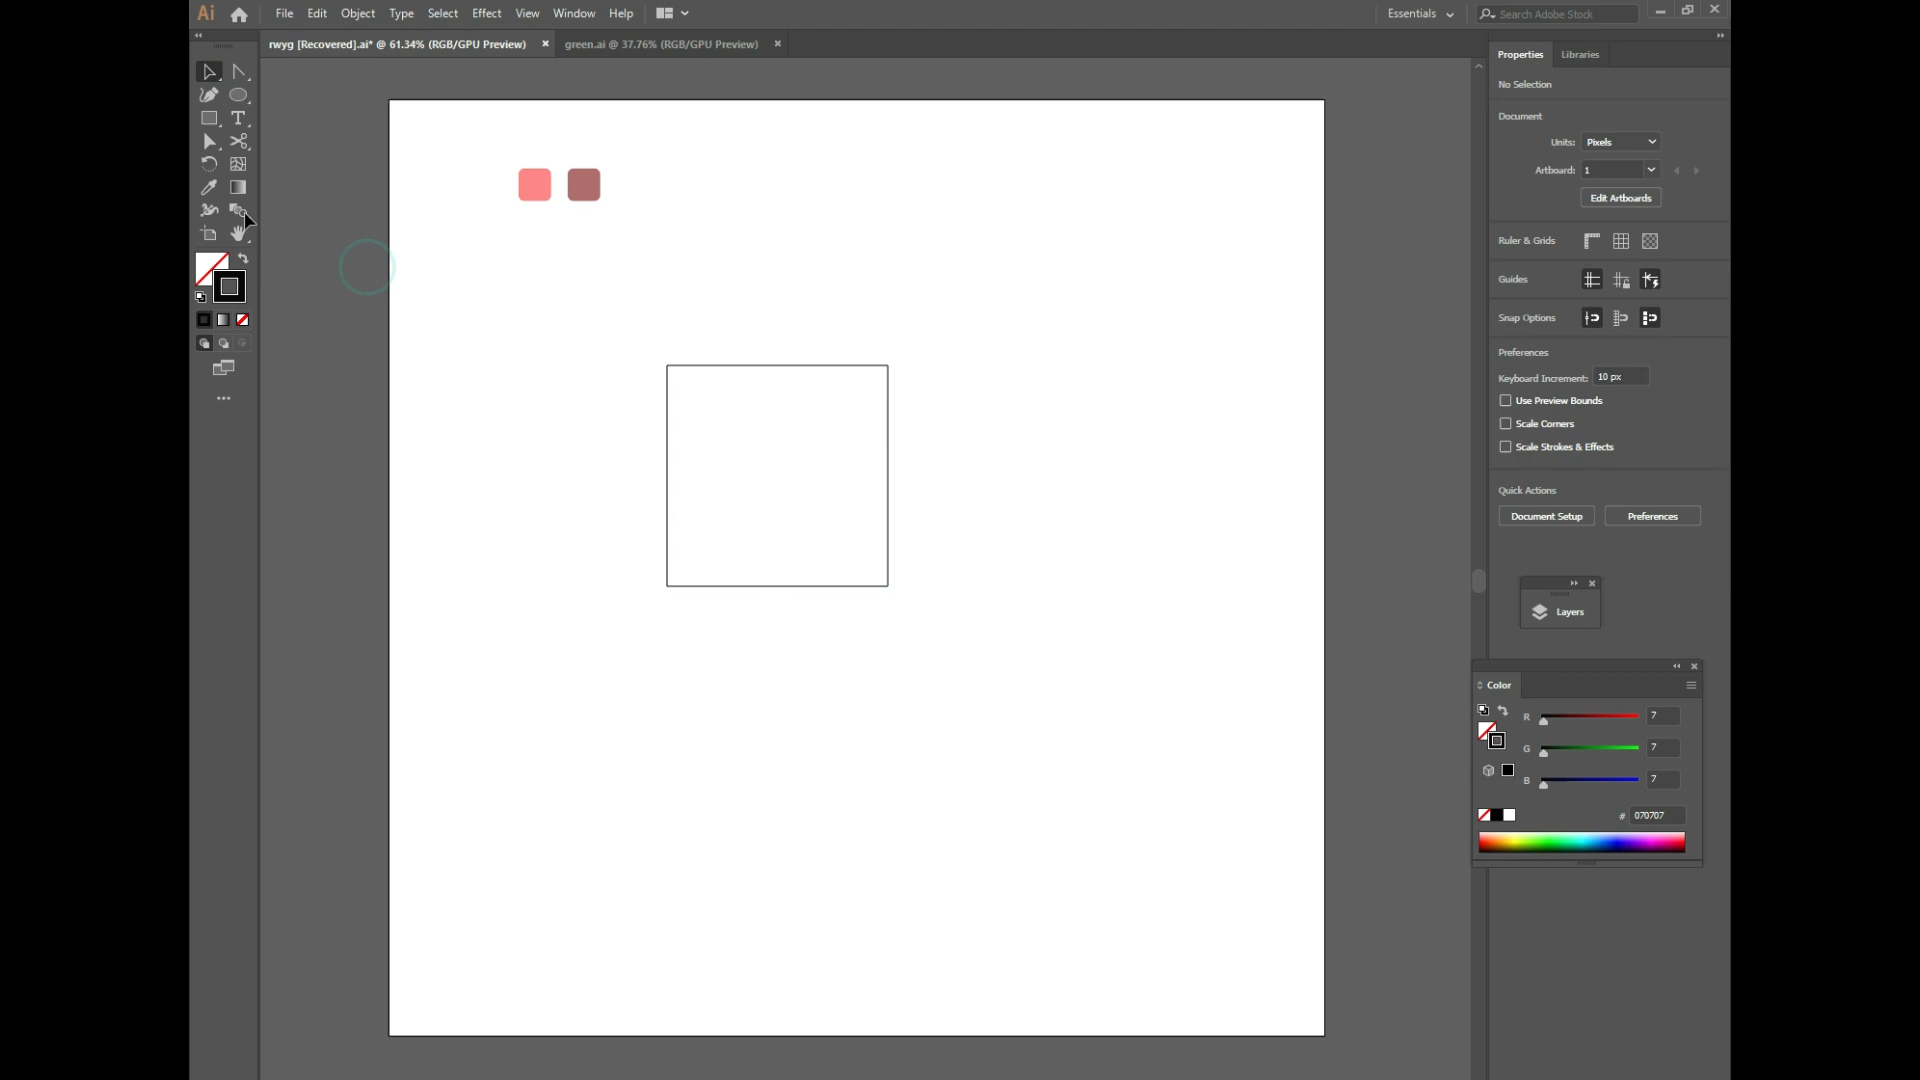 Ai File Edit Object Type Select Effect View Window Help Essentials Search Adobe Stock
rwyg [Recovered].ai* @ 61.34% (RGB/GPU Preview) × green.ai @ 37.76% (RGB/GPU Preview) ×
Properties Libraries
No Selection
Document
Units: Pixels
Artboard: 1
Edit Artboards
Ruler & Grids
Guides
Snap Options
Preferences
Keyboard Increment: 10 px
Use Preview Bounds
Scale Corners
Scale Strokes & Effects
Quick Actions
Document Setup Preferences
Layers
Color
R 7
G 7
B 7
# 070707